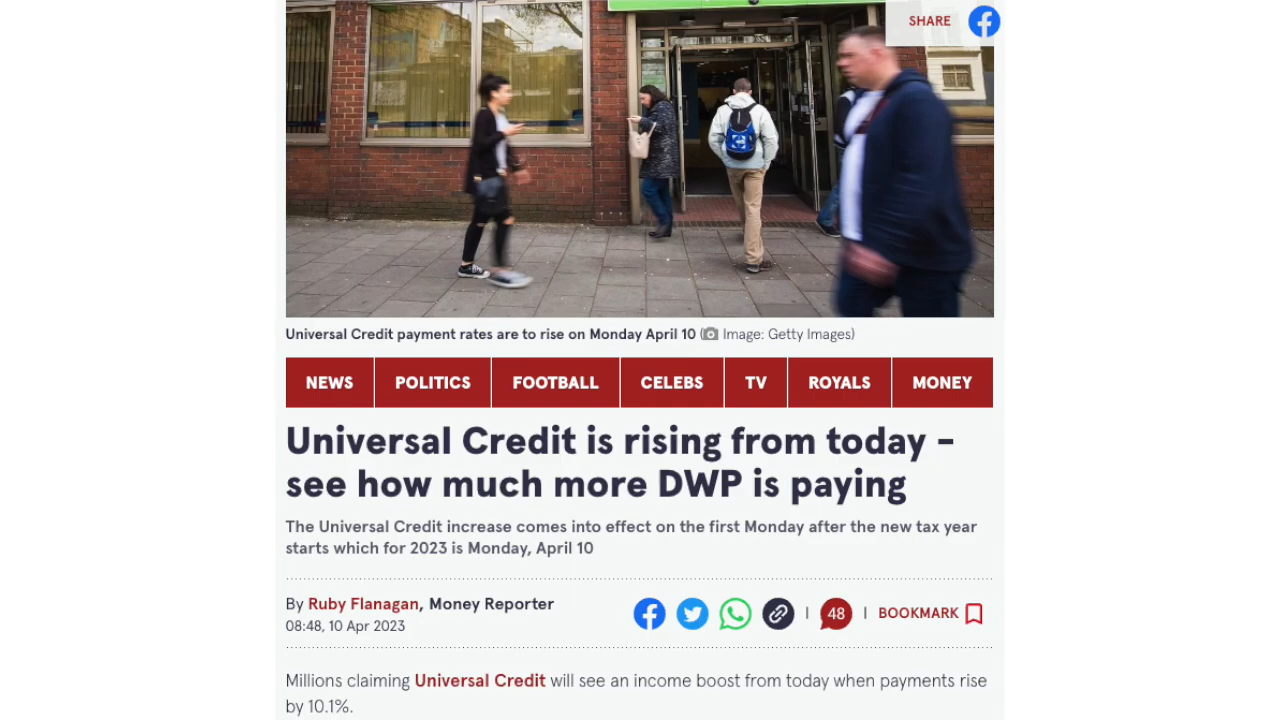 SHARE
Universal Credit payment rates are to rise on Monday April 10 ( Image: Getty Images)
NEWS
POLITICS
FOOTBALL
CELEBS
TV
ROYALS
MONEY
Universal Credit is rising from today -
see how much more DWP is paying
The Universal Credit increase comes into effect on the first Monday after the new tax year
starts which for 2023 is Monday, April 10
By Ruby Flanagan, Money Reporter
08:48, 10 Apr 2023
| 48 | BOOKMARK
Millions claiming Universal Credit will see an income boost from today when payments rise
by 10.1%.